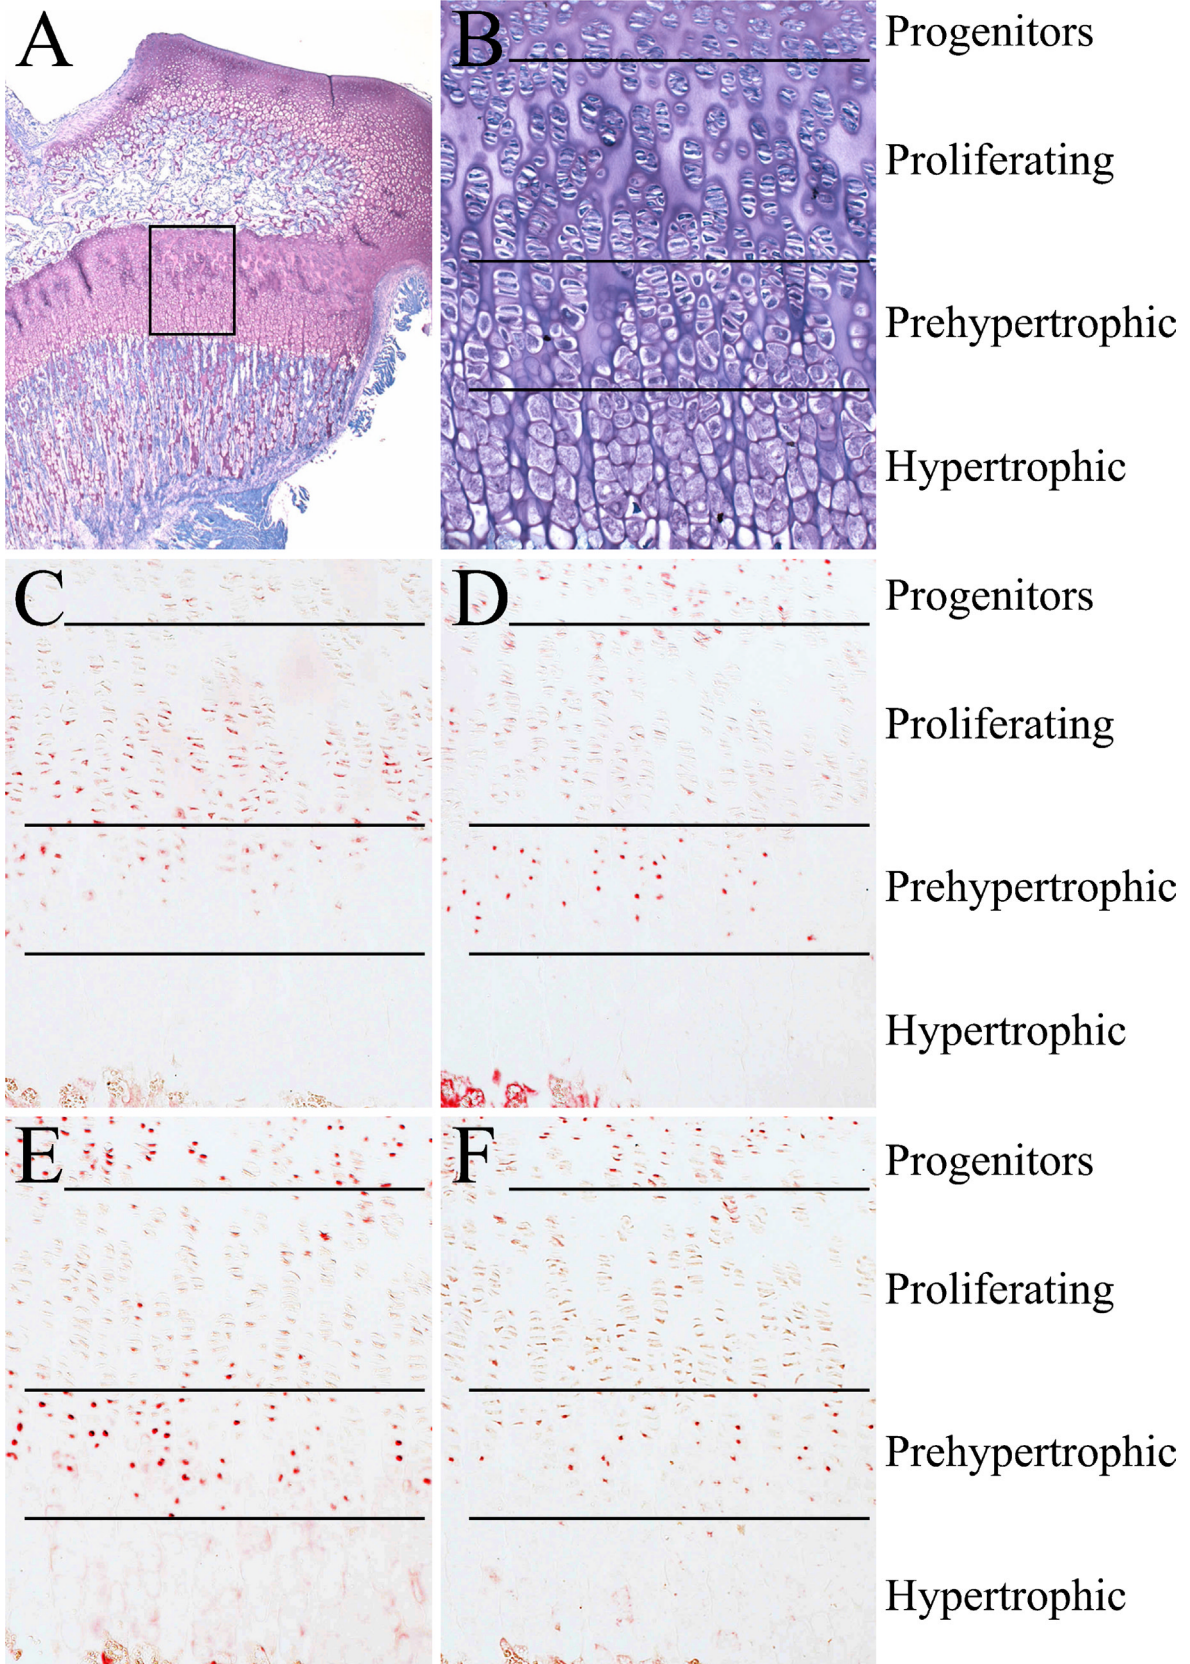 A
B
Progenitors
Proliferating
Prehypertrophic
Hypertrophic
C
D
Progenitors
Proliferating
Prehypertrophic
Hypertrophic
E
F
Progenitors
Proliferating
Prehypertrophic
Hypertrophic